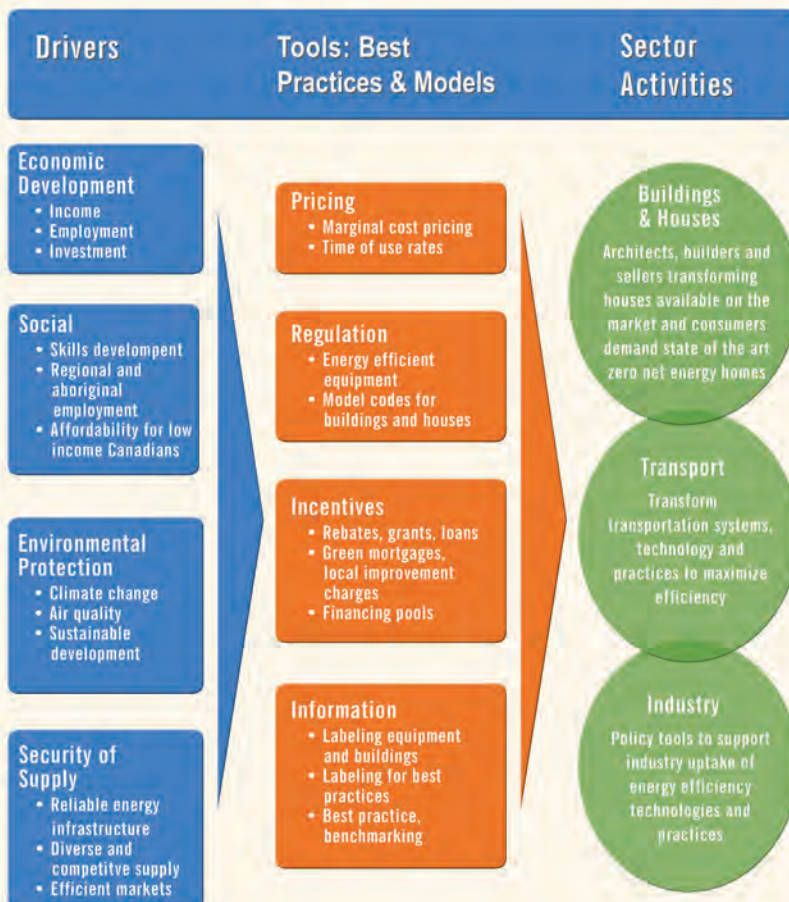 Drivers
Tools: Best
Practices & Models
Sector
Activities
Economic
Development
• Income
• Employment
• Investment
Social
• Skills develompent
• Regional and
aboriginal
employment
• Affordability for low
income Canadians
Environmental
Protection
• Climate change
• Air quality
• Sustainable
development
Security of
Supply
• Reliable energy
infrastructure
• Diverse and
competitve supply
• Efficient markets
Pricing
• Marginal cost pricing
• Time of use rates
Regulation
• Energy efficient
equipment
• Model codes for
buildings and houses
Incentives
• Rebates, grants, loans
• Green mortgages,
local improvement
charges
• Financing pools
Information
• Labeling equipment
and buildings
• Labeling for best
practices
• Best practice,
benchmarking
Buildings
& Houses
Architects, builders and
sellers transforming
houses available on the
market and consumers
demand state of the art
zero net energy homes
Transport
Transform
transportation systems,
technology and
practices to maximize
efficiency
Industry
Policy tools to support
industry uptake of
energy efficiency
technologies and
practices